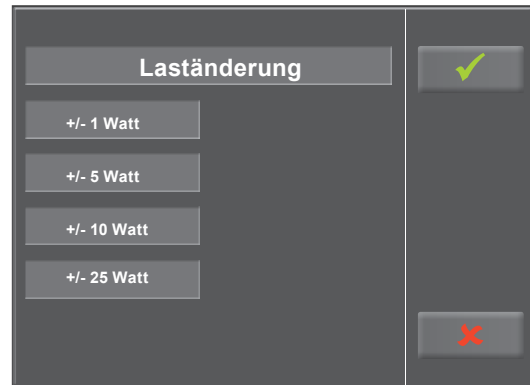 Laständerung
+/- 1 Watt
+/- 5 Watt
+/- 10 Watt
+/- 25 Watt